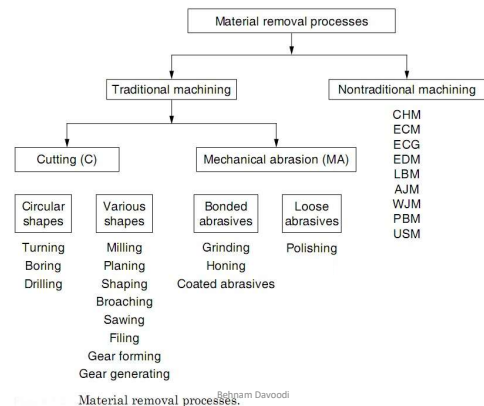 Material removal processes
Traditional machining
Nontraditional machining
CHM
ECM
ECG
EDM
LBM
AJM
WJM
PBM
USM
Cutting (C)
Mechanical abrasion (MA)
Circular
shapes
Turning
Boring
Drilling
Various
shapes
Milling
Planing
Shaping
Broaching
Sawing
Filing
Gear forming
Gear generating
Bonded
abrasives
Grinding
Honing
Coated abrasives
Loose
abrasives
Polishing
Behnam Davoodi
Material removal processes.